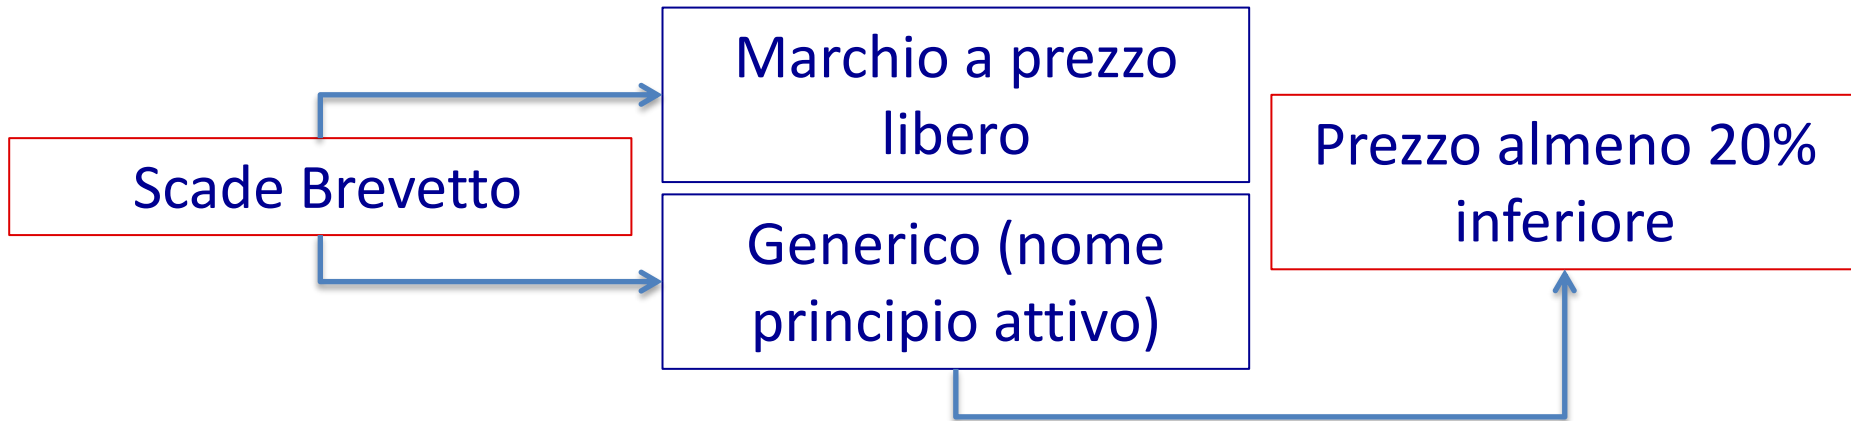 Marchio a prezzo
libero
Scade Brevetto
Generico (nome
principio attivo)
Prezzo almeno 20%
inferiore